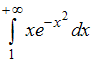 ∫₁^{+∞} xe^{-x²} dx